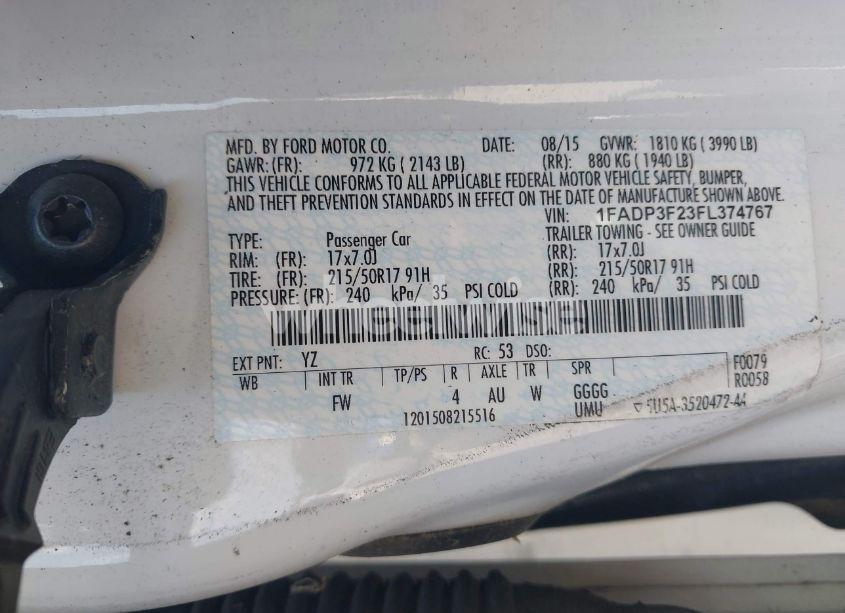 MFD. BY FORD MOTOR CO. DATE: 08/15 GVWR: 1810 KG ( 3990 LB)
GAWR:(FR): 972 KG ( 2143 LB) (RR): 880 KG ( 1940 LB)
THIS VEHICLE CONFORMS TO ALL APPLICABLE FEDERAL MOTOR VEHICLE SAFETY, BUMPER,
AND THEFT PREVENTION STANDARDS IN EFFECT ON THE DATE OF MANUFACTURE SHOWN ABOVE.
VIN: 1FADP3F23FL374767
TYPE: Passenger Car TRAILER TOWING - SEE OWNER GUIDE
RIM: (FR): 17x7.0J (RR): 17x7.0J
TIRE: (FR): 215/50R17 91H (RR): 215/50R17 91H
PRESSURE: (FR): 240 kPa/ 35 PSI COLD (RR): 240 kPa/ 35 PSI COLD
EXT PNT: YZ RC: 53 DSO: F0079
WB INT TR TP/PS R AXLE TR SPR R0058
FW 4 AU W GGGG
1201508215516 UMU 5U5A-3520472-AA